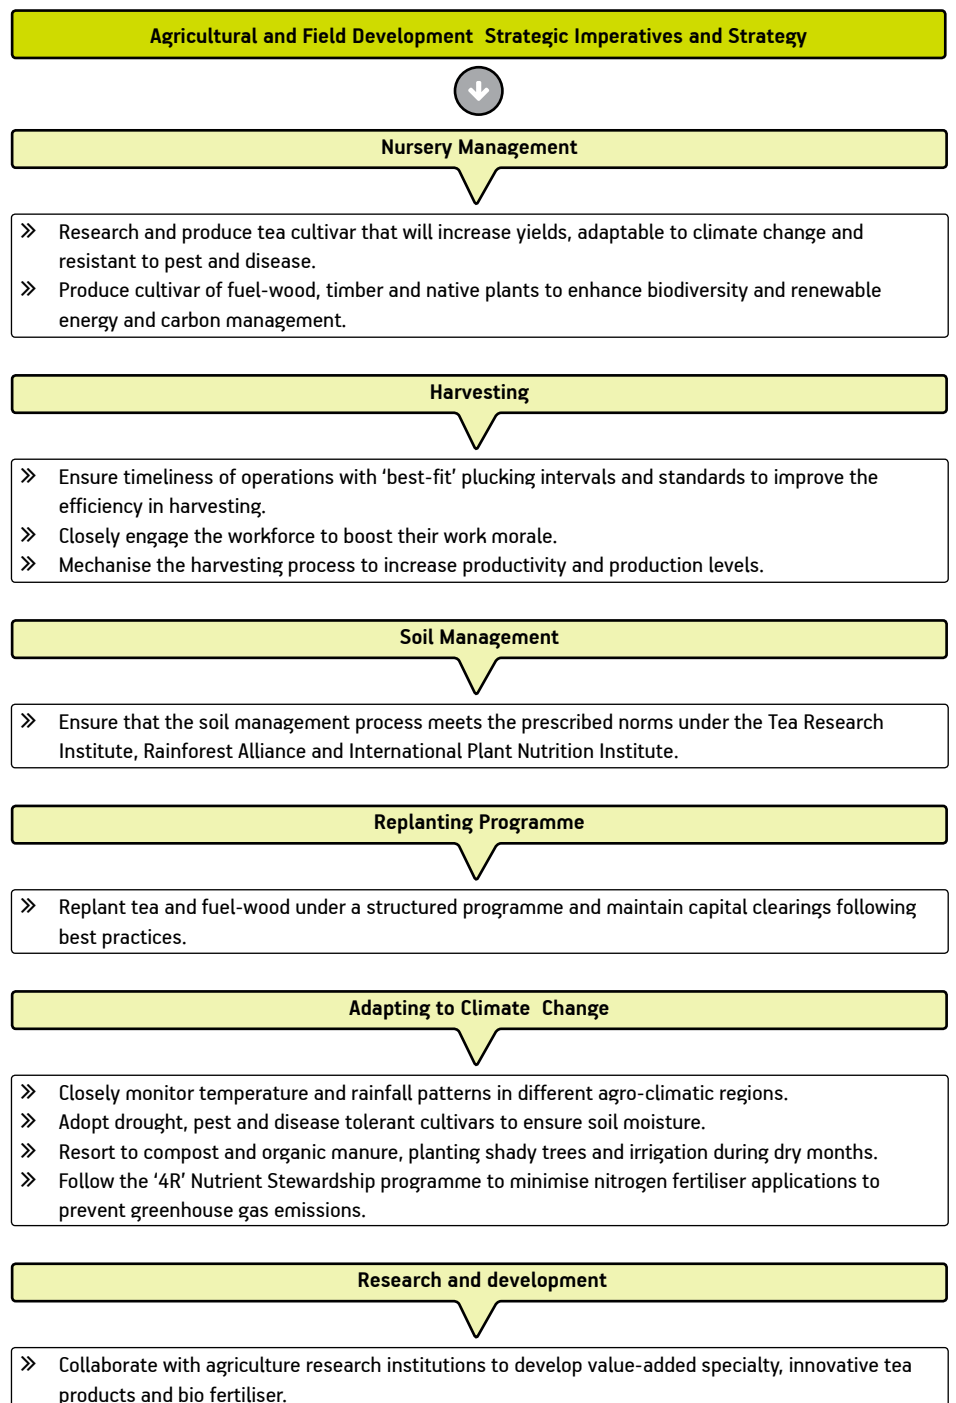 Agricultural and Field Development  Strategic Imperatives and Strategy
Nursery Management
» Research and produce tea cultivar that will increase yields, adaptable to climate change and
resistant to pest and disease.
» Produce cultivar of fuel-wood, timber and native plants to enhance biodiversity and renewable
energy and carbon management.
Harvesting
» Ensure timeliness of operations with ‘best-fit’ plucking intervals and standards to improve the
efficiency in harvesting.
» Closely engage the workforce to boost their work morale.
» Mechanise the harvesting process to increase productivity and production levels.
Soil Management
» Ensure that the soil management process meets the prescribed norms under the Tea Research
Institute, Rainforest Alliance and International Plant Nutrition Institute.
Replanting Programme
» Replant tea and fuel-wood under a structured programme and maintain capital clearings following
best practices.
Adapting to Climate  Change
» Closely monitor temperature and rainfall patterns in different agro-climatic regions.
» Adopt drought, pest and disease tolerant cultivars to ensure soil moisture.
» Resort to compost and organic manure, planting shady trees and irrigation during dry months.
» Follow the ‘4R’ Nutrient Stewardship programme to minimise nitrogen fertiliser applications to
prevent greenhouse gas emissions.
Research and development
» Collaborate with agriculture research institutions to develop value-added specialty, innovative tea
products and bio fertiliser.